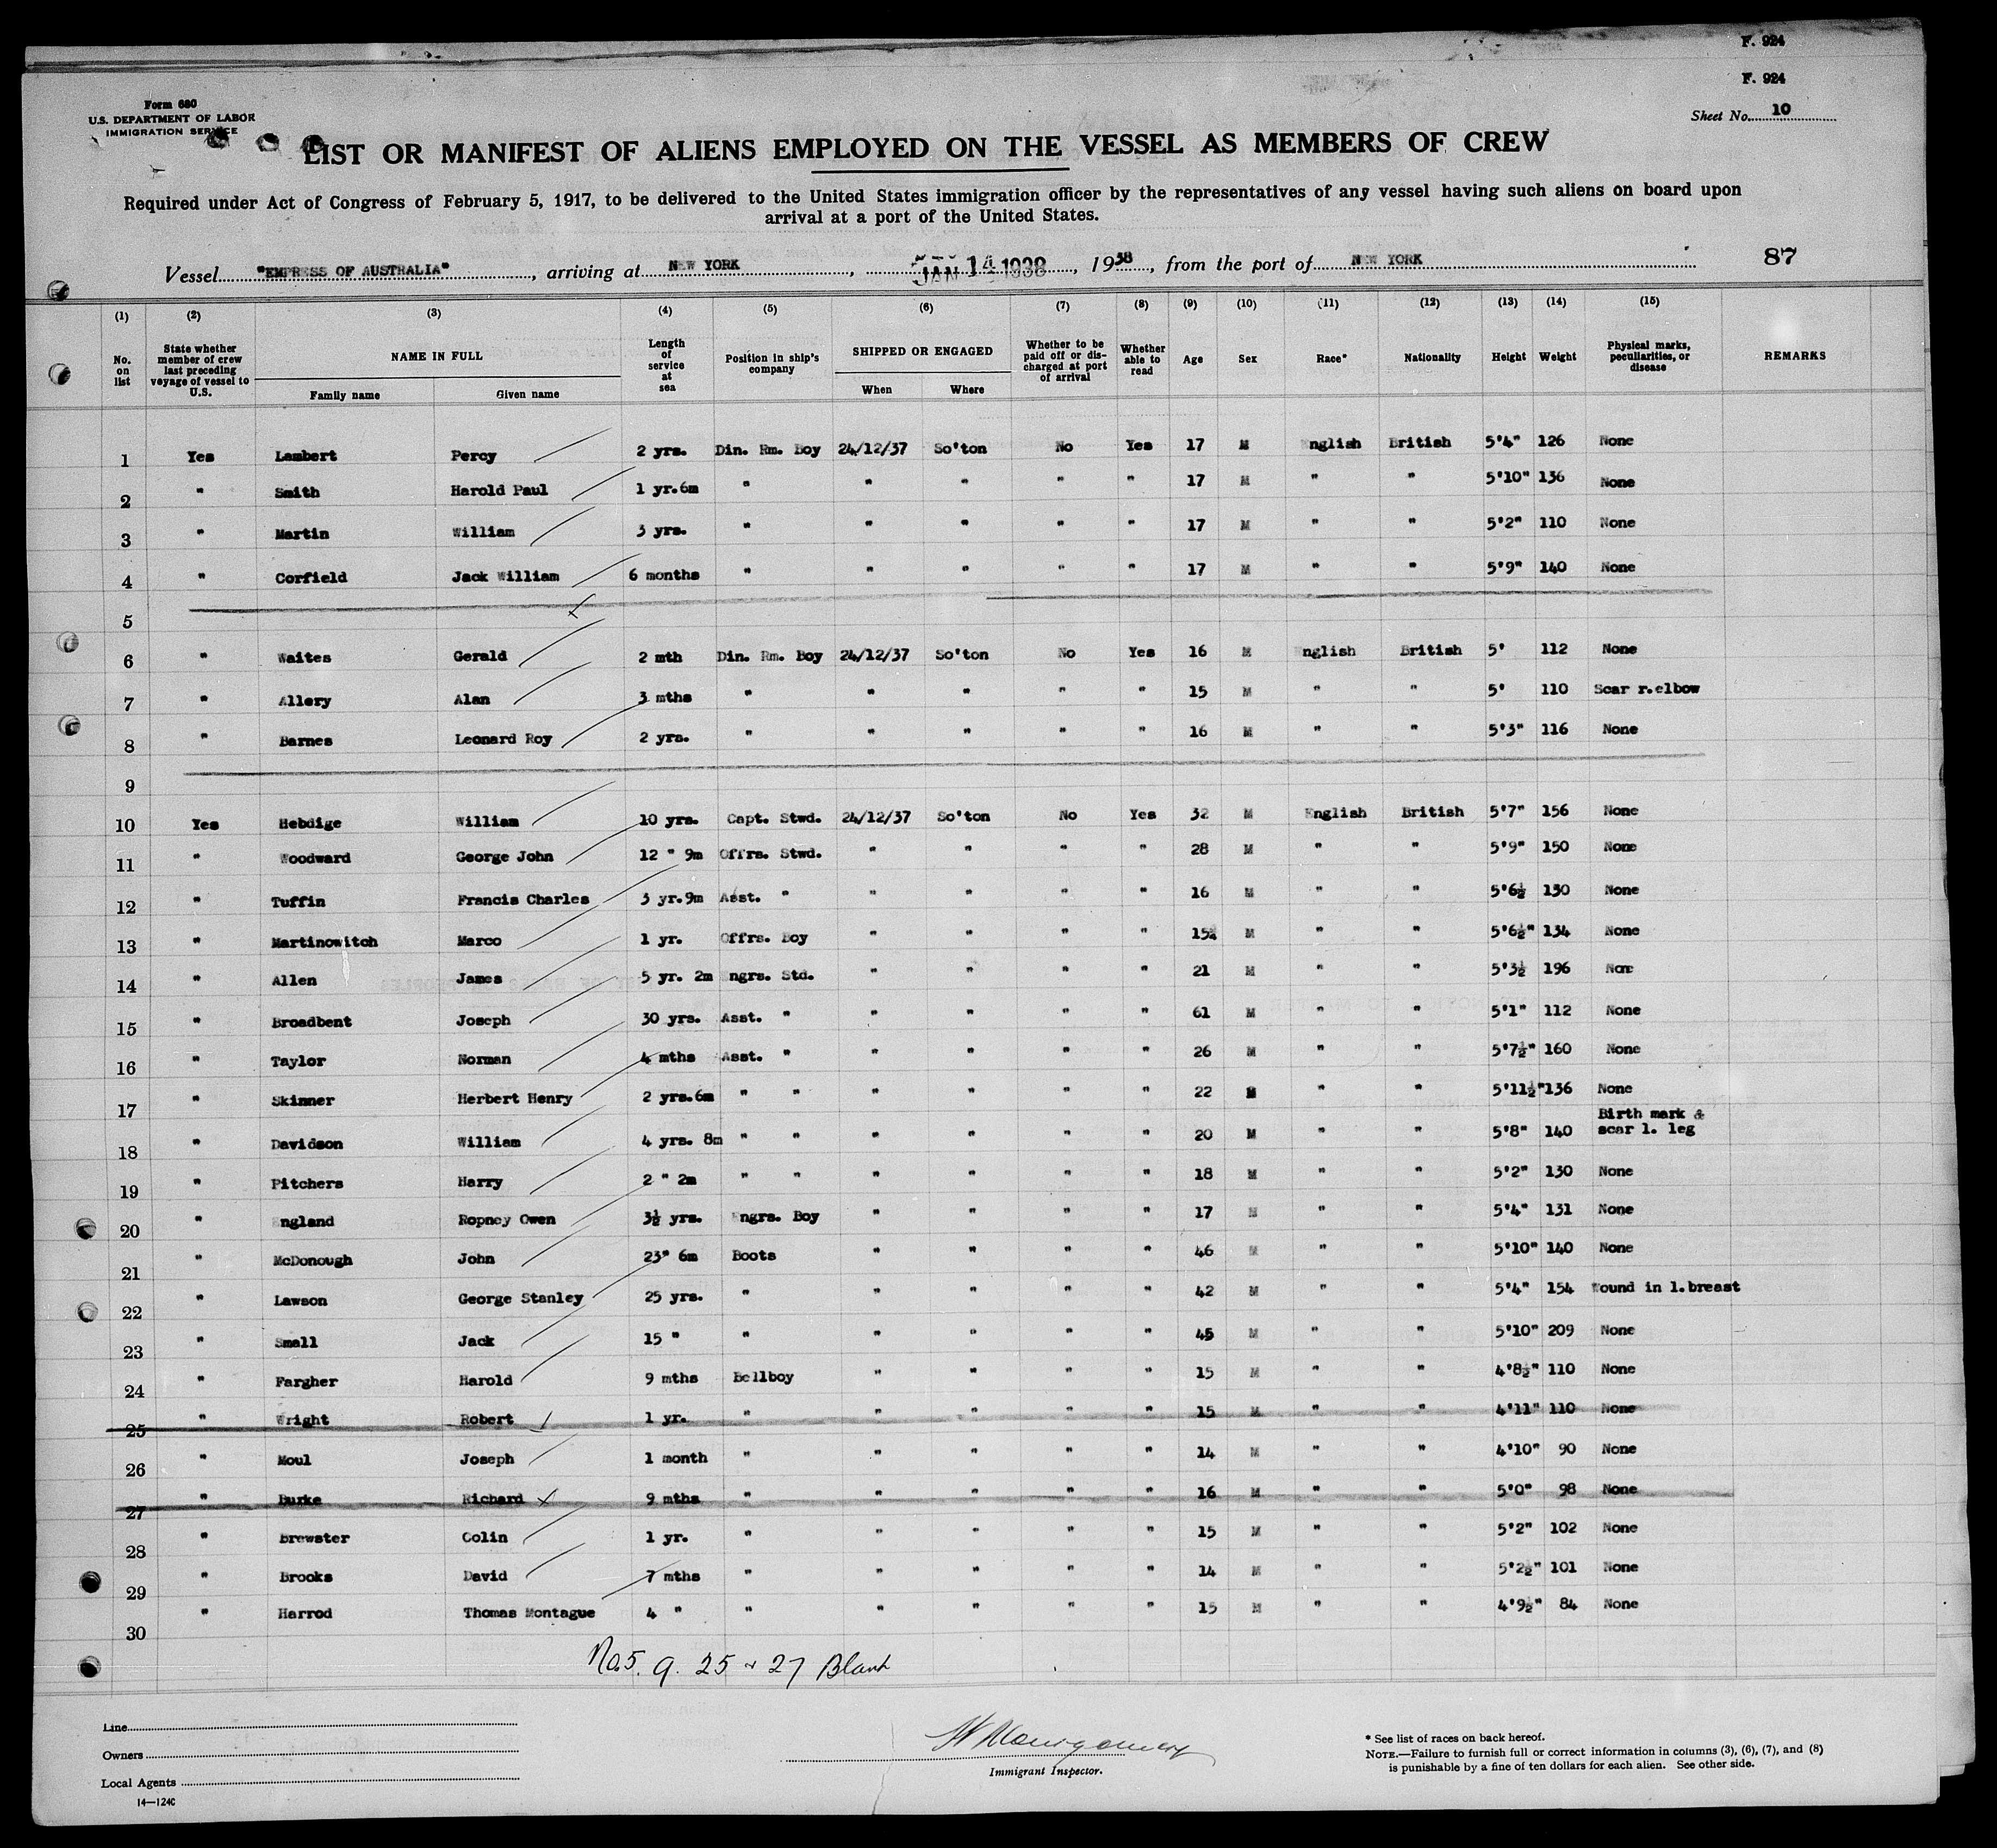 F. 924
F. 924
Form 680
U.S. DEPARTMENT OF LABOR
IMMIGRATION SERVICE
Sheet No. 10
LIST OR MANIFEST OF ALIENS EMPLOYED ON THE VESSEL AS MEMBERS OF CREW
Required under Act of Congress of February 5, 1917, to be delivered to the United States immigration officer by the representatives of any vessel having such aliens on board upon
arrival at a port of the United States.
Vessel "EMPRESS OF AUSTRALIA", arriving at NEW YORK, JAN 14 1938, 1938, from the port of NEW YORK 87
(1) (2) (3) (4) (5) (6) (7) (8) (9) (10) (11) (12) (13) (14) (15)
No. on list State whether member of crew last preceding voyage of vessel to U.S. NAME IN FULL Length of service at sea Position in ship's company SHIPPED OR ENGAGED Whether to be paid off or discharged at port of arrival Whether able to read Age Sex Race* Nationality Height Weight Physical marks, peculiarities, or disease REMARKS
Family name Given name When Where
1 Yes Lambert Percy 2 yrs. Din. Rm. Boy 24/12/37 So'ton No Yes 17 M English British 5'4" 126 None
2 " Smith Harold Paul 1 yr.6m " " " " " 17 M " " 5'10" 136 None
3 " Martin William 3 yrs. " " " " " 17 M " " 5'2" 110 None
4 " Corfield Jack William 6 months " " " " " 17 M " " 5'9" 140 None
5
6 " Waites Gerald 2 mth Din. Rm. Boy 24/12/37 So'ton No Yes 16 M English British 5' 112 None
7 " Allery Alan 3 mths " " " " " 15 M " " 5' 110 Scar r.elbow
8 " Barnes Leonard Roy 2 yrs. " " " " " 16 M " " 5'3" 116 None
9
10 Yes Hebdige William 10 yrs. Capt. Stwd. 24/12/37 So'ton No Yes 32 M English British 5'7" 156 None
11 " Woodward George John 12 " 9m Offrs. Stwd. " " " " 28 M " " 5'9" 150 None
12 " Tuffin Francis Charles 3 yr.9m Asst. " " " " " 16 M " " 5'6½ 130 None
13 " Martinowitch Marco 1 yr. Offrs. Boy " " " " 15¾ M " " 5'6½" 134 None
14 " Allen James 5 yr. 2m Engrs. Std. " " " " 21 M " " 5'3½ 196 None
15 " Broadbent Joseph 30 yrs. Asst. " " " " " 61 M " " 5'1" 112 None
16 " Taylor Norman 4 mths Asst. " " " " " 26 M " " 5'7½" 160 None
17 " Skinner Herbert Henry 2 yrs.6m " " " " " " 22 M " " 5'11½" 136 None
18 " Davidson William 4 yrs. 8m " " " " " " 20 M " " 5'8" 140 Birth mark & scar l. leg
19 " Pitchers Harry 2 " 2m " " " " " " 18 M " " 5'2" 130 None
20 " England Ropney Owen 3½ yrs. Engrs. Boy " " " " 17 M " " 5'4" 131 None
21 " McDonough John 23" 6m Boots " " " " 46 M " " 5'10" 140 None
22 " Lawson George Stanley 25 yrs. " " " " " 42 M " " 5'4" 154 Wound in l.breast
23 " Small Jack 15 " " " " " " 45 M " " 5'10" 209 None
24 " Fargher Harold 9 mths Bellboy " " " " 15 M " " 4'8½" 110 None
25 " Wright Robert 1 yr. " " " " " 15 M " " 4'11" 110 None
26 " Moul Joseph 1 month " " " " " 14 M " " 4'10" 90 None
27 " Burke Richard 9 mths " " " " " 16 M " " 5'0" 98 None
28 " Brewster Colin 1 yr. " " " " " 15 M " " 5'2" 102 None
29 " Brooks David 7 mths " " " " " 14 M " " 5'2½" 101 None
30 " Harrod Thomas Montague 4 " " " " " " 15 M " " 4'9½" 84 None
No.5. 9. 25 & 27 Blank
Line
Owners
Local Agents
14—124C
Montgomery
Immigrant Inspector.
* See list of races on back hereof.
NOTE.—Failure to furnish full or correct information in columns (3), (6), (7), and (8)
is punishable by a fine of ten dollars for each alien. See other side.